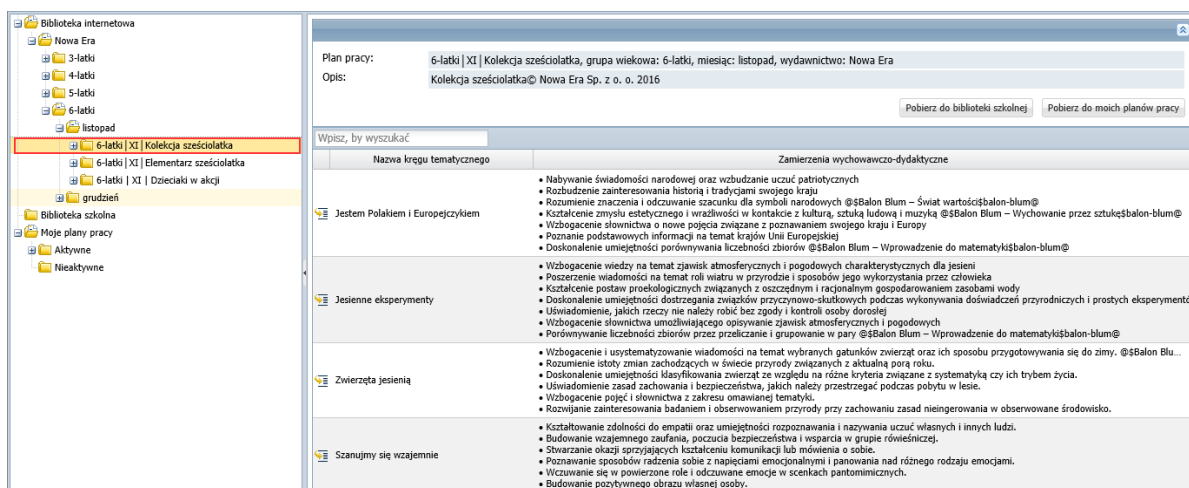 Biblioteka internetowa
Nowa Era
3-latki
4-latki
5-latki
6-latki
listopad
6-latki | XI | Kolekcja sześciolatka
6-latki | XI | Elementarz sześciolatka
6-latki | XI | Dzieciaki w akcji
grudzień
Biblioteka szkolna
Moje plany pracy
Aktywne
Nieaktywne
Plan pracy: 6-latki | XI | Kolekcja sześciolatka, grupa wiekowa: 6-latki, miesiąc: listopad, wydawnictwo: Nowa Era
Opis: Kolekcja sześciolatka© Nowa Era Sp. z o. o. 2016
Pobierz do biblioteki szkolnej Pobierz do moich planów pracy
Wpisz, by wyszukać
Nazwa kręgu tematycznego Zamierzenia wychowawczo-dydaktyczne
Jestem Polakiem i Europejczykiem
• Nabywanie świadomości narodowej oraz wzbudzanie uczuć patriotycznych
• Rozbudzenie zainteresowania historią i tradycjami swojego kraju
• Rozumienie znaczenia i odczuwanie szacunku dla symboli narodowych @$Balon Blum – Świat wartości$balon-blum@
• Kształcenie zmysłu estetycznego i wrażliwości w kontakcie z kulturą, sztuką ludową i muzyką @$Balon Blum – Wychowanie przez sztukę$balon-blum@
• Wzbogacenie słownictwa o nowe pojęcia związane z poznawaniem swojego kraju i Europy
• Poznanie podstawowych informacji na temat krajów Unii Europejskiej
• Doskonalenie umiejętności porównywania liczebności zbiorów @$Balon Blum – Wprowadzenie do matematyki$balon-blum@
Jesienne eksperymenty
• Wzbogacenie wiedzy na temat zjawisk atmosferycznych i pogodowych charakterystycznych dla jesieni
• Poszerzenie wiadomości na temat roli wiatru w przyrodzie i sposobów jego wykorzystania przez człowieka
• Kształcenie postaw proekologicznych związanych z oszczędnym i racjonalnym gospodarowaniem zasobami wody
• Doskonalenie umiejętności dostrzegania związków przyczynowo-skutkowych podczas wykonywania doświadczeń przyrodniczych i prostych eksperymentó
• Uświadomienie, jakich rzeczy nie należy robić bez zgody i kontroli osoby dorosłej
• Wzbogacenie słownictwa umożliwiającego opisywanie zjawisk atmosferycznych i pogodowych
• Porównywanie liczebności zbiorów przez przeliczanie i grupowanie w pary @$Balon Blum – Wprowadzenie do matematyki$balon-blum@
Zwierzęta jesienią
• Wzbogacenie i usystematyzowanie wiadomości na temat wybranych gatunków zwierząt oraz ich sposobu przygotowywania się do zimy. @$Balon Blu...
• Rozumienie istoty zmian zachodzących w świecie przyrody związanych z aktualną porą roku.
• Doskonalenie umiejętności klasyfikowania zwierząt ze względu na różne kryteria związane z systematyką czy ich trybem życia.
• Uświadomienie zasad zachowania i bezpieczeństwa, jakich należy przestrzegać podczas pobytu w lesie.
• Wzbogacenie pojęć i słownictwa z zakresu omawianej tematyki.
• Rozwijanie zainteresowania badaniem i obserwowaniem przyrody przy zachowaniu zasad nieingerowania w obserwowane środowisko.
Szanujmy się wzajemnie
• Kształtowanie zdolności do empatii oraz umiejętności rozpoznawania i nazywania uczuć własnych i innych ludzi.
• Budowanie wzajemnego zaufania, poczucia bezpieczeństwa i wsparcia w grupie rówieśniczej.
• Stwarzanie okazji sprzyjających kształceniu komunikacji lub mówienia o sobie.
• Poznawanie sposobów radzenia sobie z napięciami emocjonalnymi i panowania nad różnego rodzaju emocjami.
• Wczuwanie się w powierzone role i odczuwane emocje w scenkach pantomimicznych.
• Budowanie pozytywnego obrazu własnej osoby.